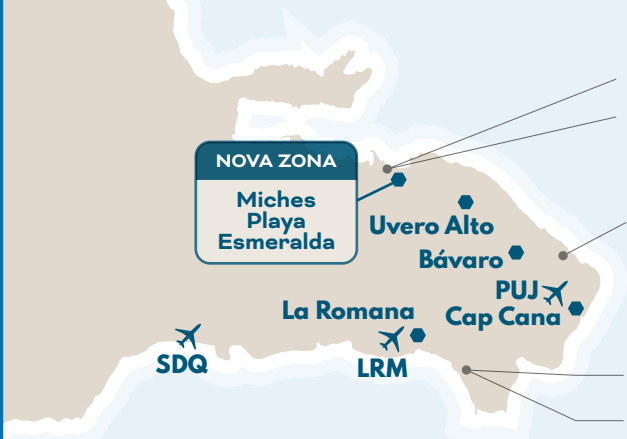 NOVA ZONA
Miches
Playa
Esmeralda
Uvero Alto
Bávaro
PUJ
Cap Cana
La Romana
SDQ
LRM